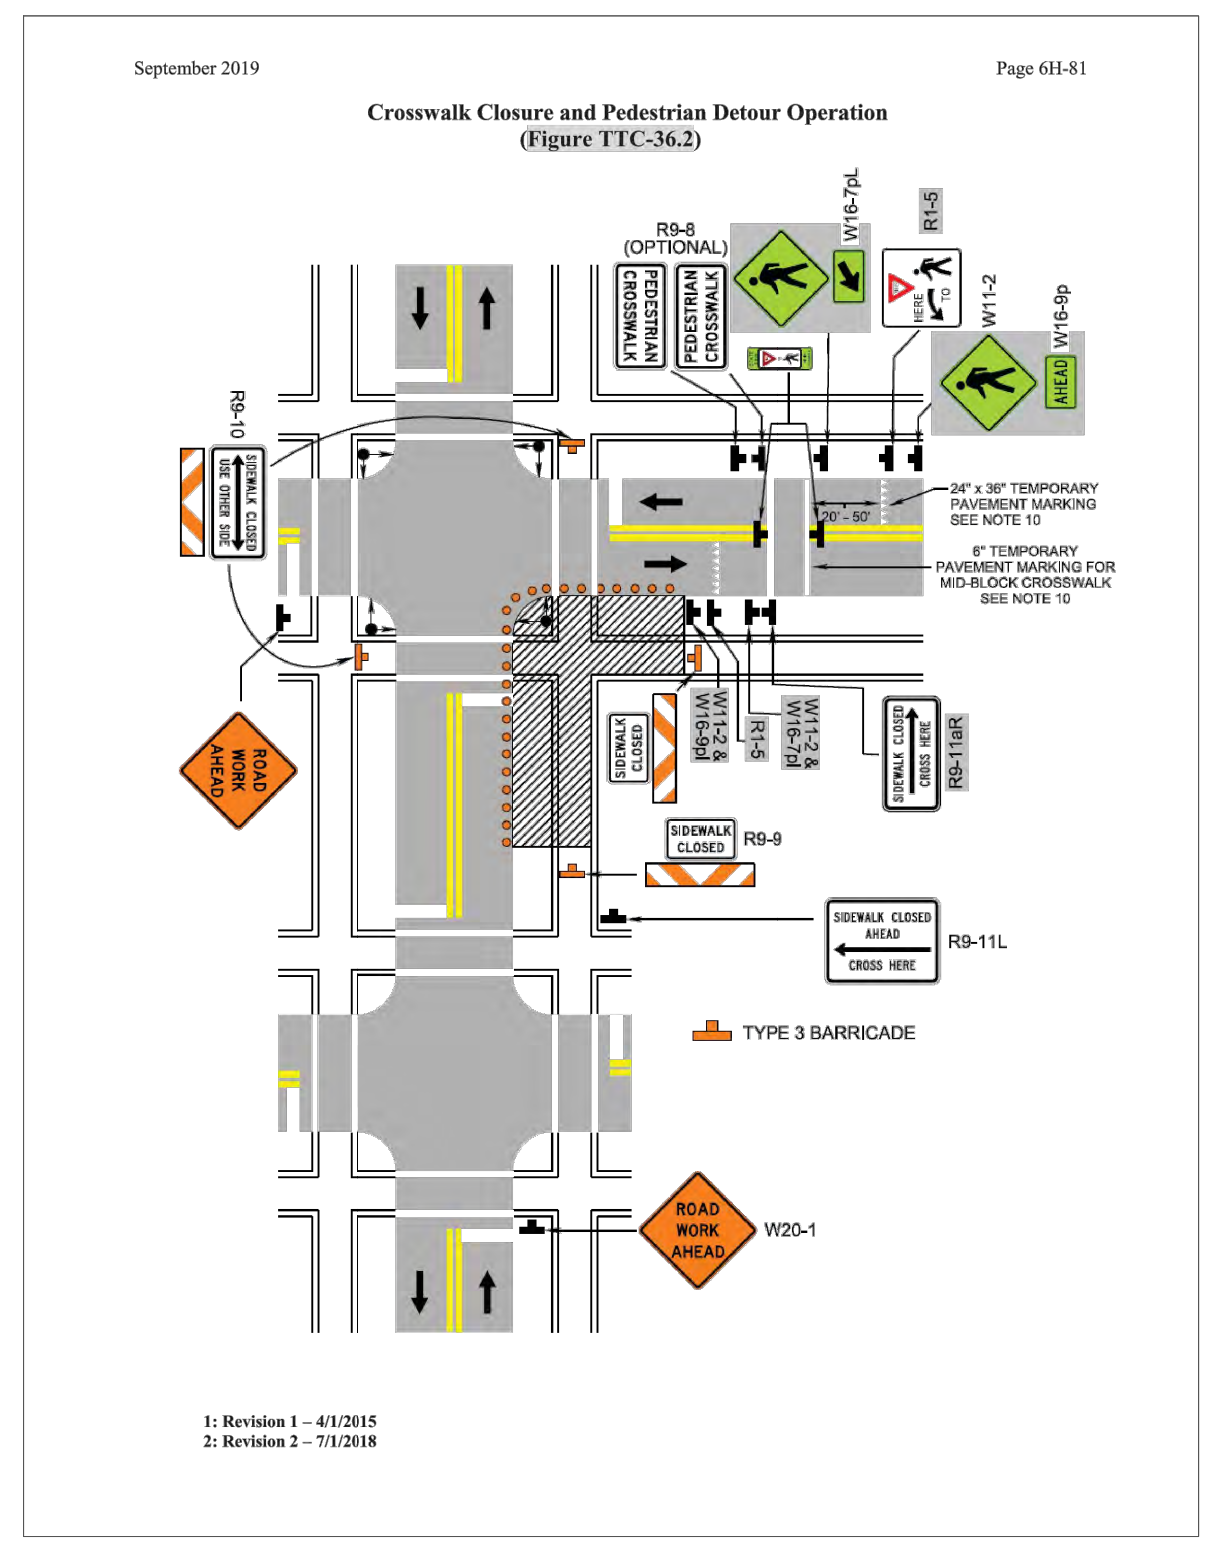 September 2019
Page 6H-81
Crosswalk Closure and Pedestrian Detour Operation
(Figure TTC-36.2)
W16-7pL
R1-5
R9-8
(OPTIONAL)
PEDESTRIAN
CROSSWALK
PEDESTRIAN
CROSSWALK
HERE
TO
W11-2
W16-9p
AHEAD
R9-10
SIDEWALK CLOSED
USE OTHER SIDE
24" x 36" TEMPORARY
PAVEMENT MARKING
SEE NOTE 10
20' - 50'
6" TEMPORARY
PAVEMENT MARKING FOR
MID-BLOCK CROSSWALK
SEE NOTE 10
ROAD
WORK
AHEAD
SIDEWALK
CLOSED
W11-2 &
W16-9pl
R1-5
W11-2 &
W16-7pl
SIDEWALK CLOSED
CROSS HERE
R9-11aR
SIDEWALK
CLOSED
R9-9
SIDEWALK CLOSED
AHEAD
CROSS HERE
R9-11L
TYPE 3 BARRICADE
ROAD
WORK
AHEAD
W20-1
1: Revision 1 – 4/1/2015
2: Revision 2 – 7/1/2018